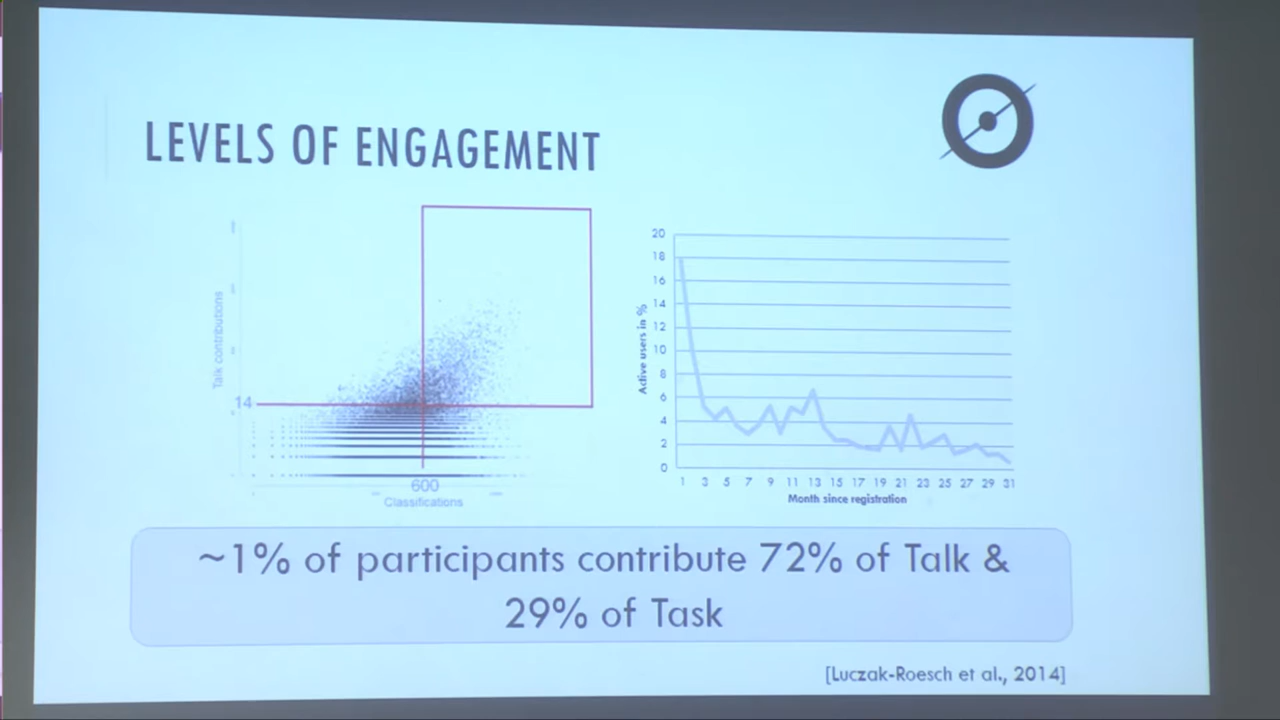 LEVELS OF ENGAGEMENT
Talk contributions
14
600
Classifications
Active users in %
20
18
16
14
12
10
8
6
4
2
0
1 3 5 7 9 11 13 15 17 19 21 23 25 27 29 31
Month since registration
~1% of participants contribute 72% of Talk &
29% of Task
[Luczak-Roesch et al., 2014]